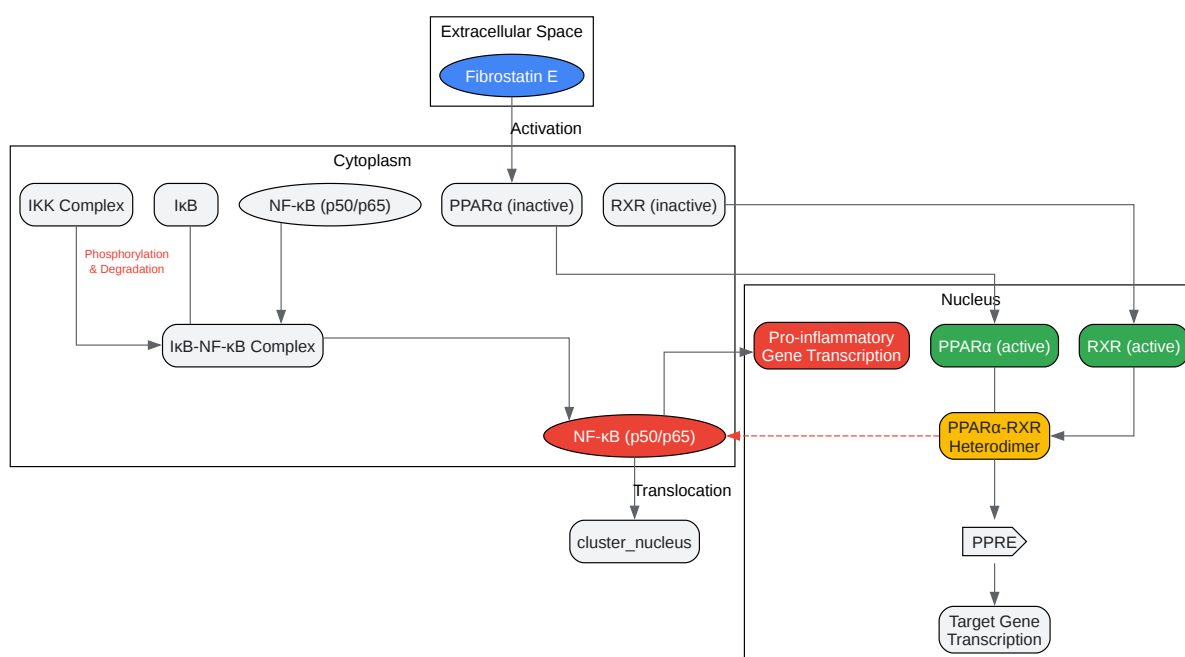 Extracellular Space
Fibrostatin E
Activation
Cytoplasm
IKK Complex
IκB
NF-κB (p50/p65)
PPARα (inactive)
RXR (inactive)
Phosphorylation
& Degradation
Nucleus
IκB-NF-κB Complex
Pro-inflammatory
Gene Transcription
PPARα (active)
RXR (active)
NF-κB (p50/p65)
PPARα-RXR
Heterodimer
Translocation
cluster_nucleus
PPRE
Target Gene
Transcription